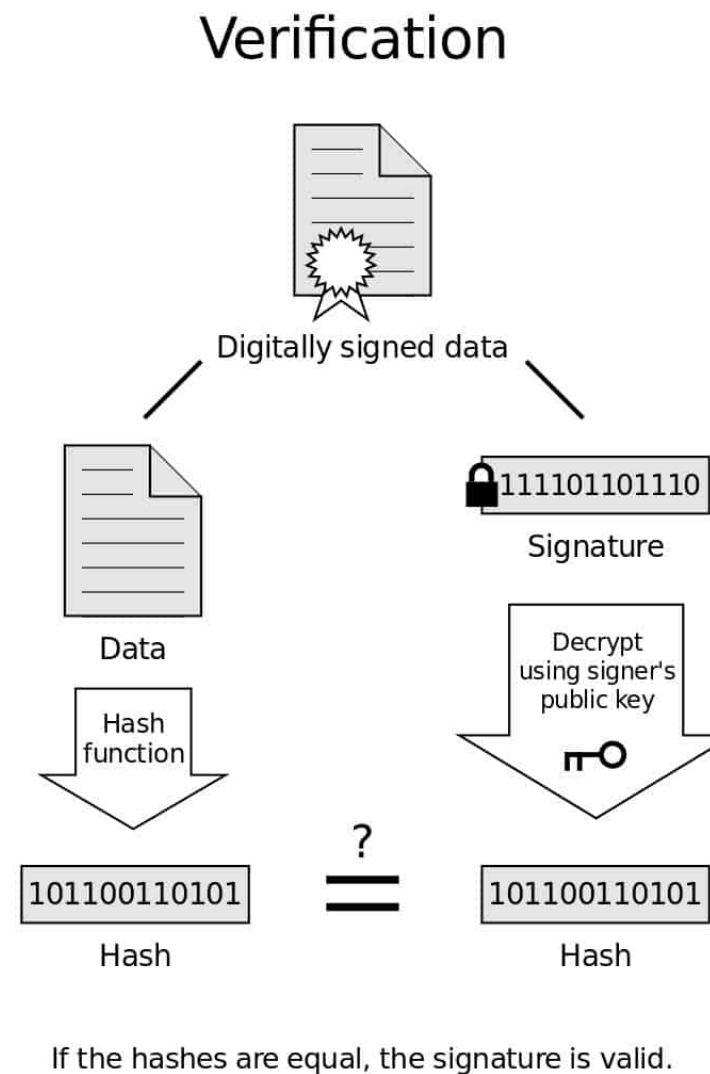 Verification
Digitally signed data
111101101110
Signature
Data
Decrypt
using signer's
public key
Hash
function
?
=
101100110101
Hash
101100110101
Hash
If the hashes are equal, the signature is valid.